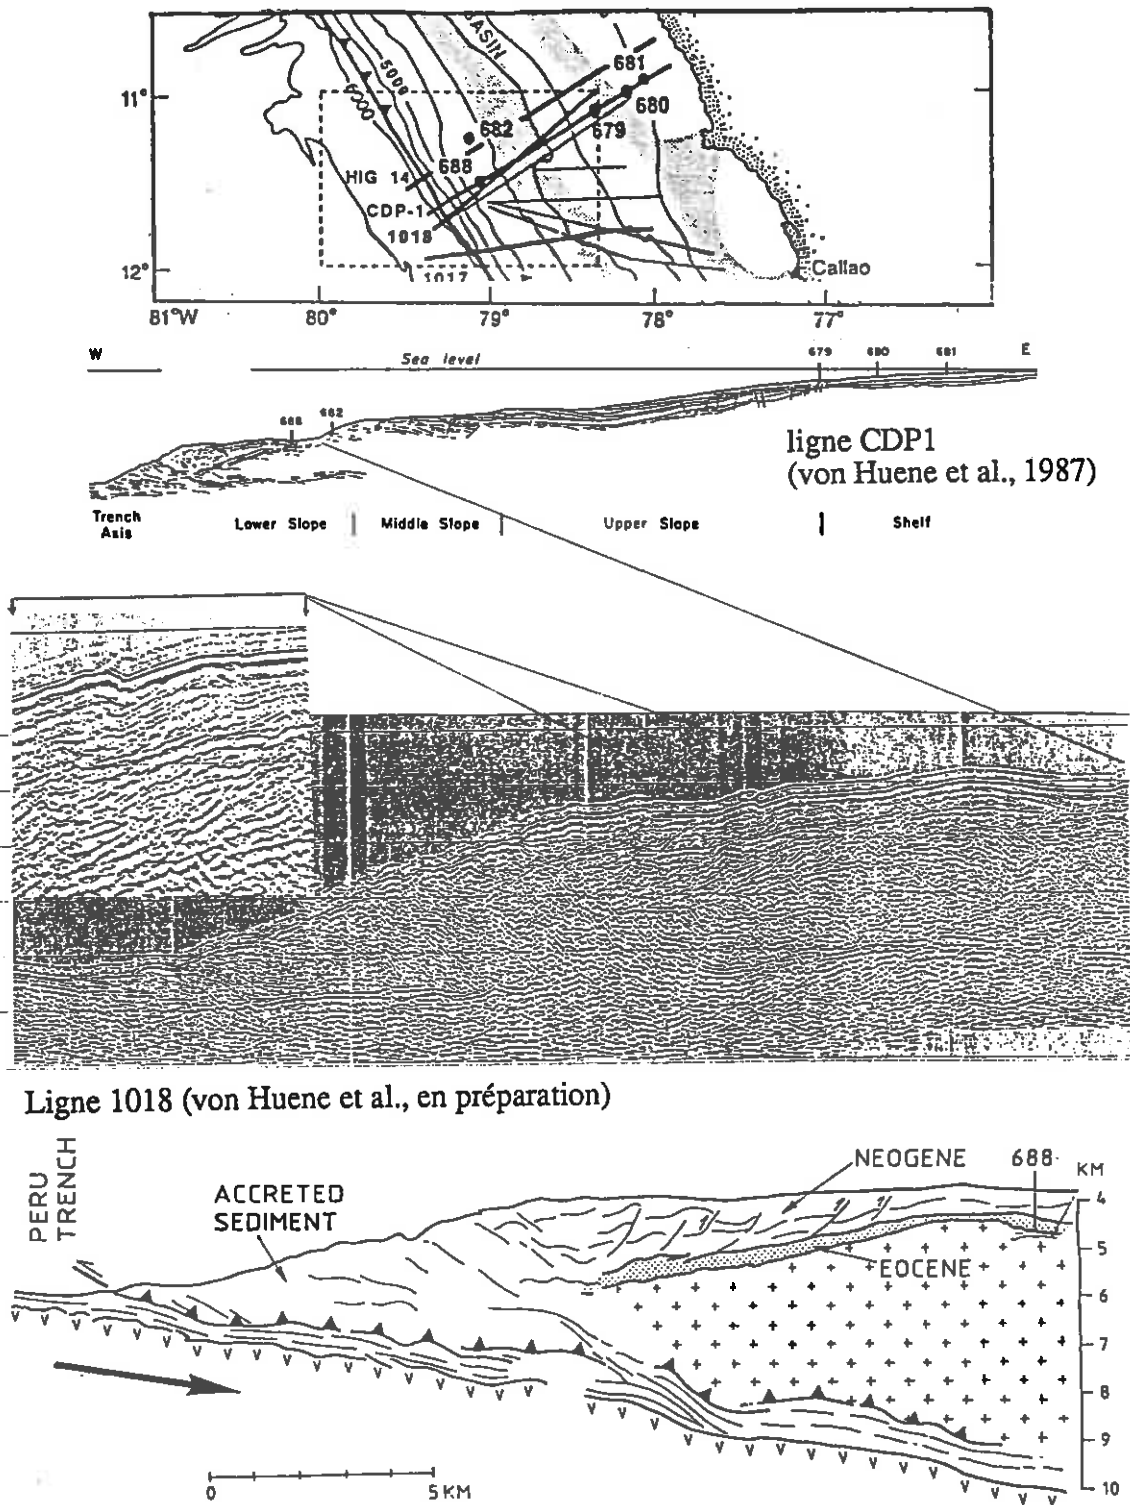 BASIN
681
5000
6000
11°
680
682
679
688
HIG 14
CDP-1
1018
12°
1017
Callao
81°W
80°
79°
78°
77°
W
Sea level
679
680
681
E
688
682
ligne CDP1
(von Huene et al., 1987)
Trench
Axis
Lower Slope
Middle Slope
Upper Slope
Shelf
Ligne 1018 (von Huene et al., en préparation)
PERU
TRENCH
ACCRETED
SEDIMENT
NEOGENE
688
KM
4
5
EOCENE
6
7
8
9
10
0
5 KM